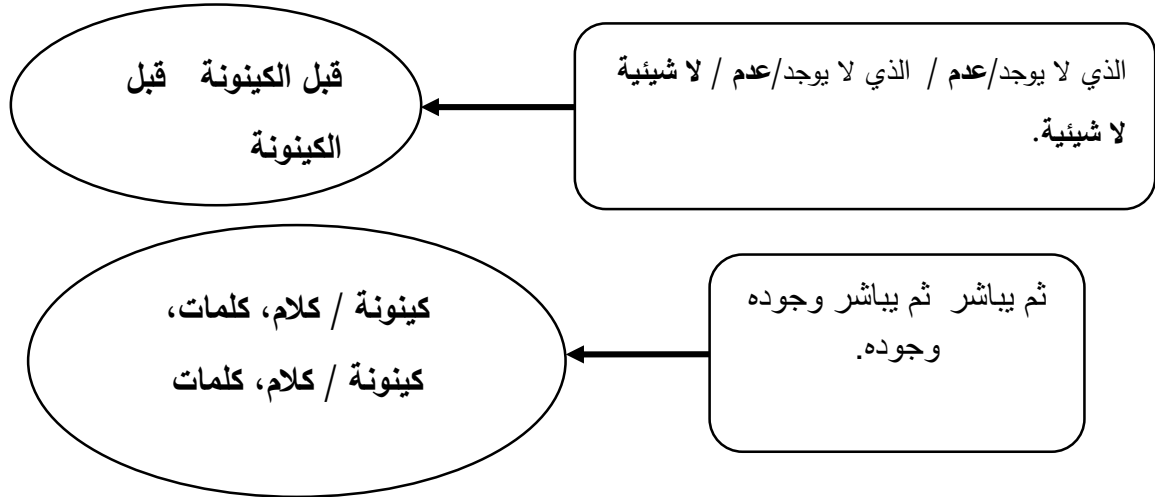 الذي لا يوجد/عدم / الذي لا يوجد/عدم / لا شيئية
لا شيئية.
قبل الكينونة قبل
الكينونة
ثم يباشر ثم يباشر وجوده
وجوده.
كينونة / كلام، كلمات،
كينونة / كلام، كلمات